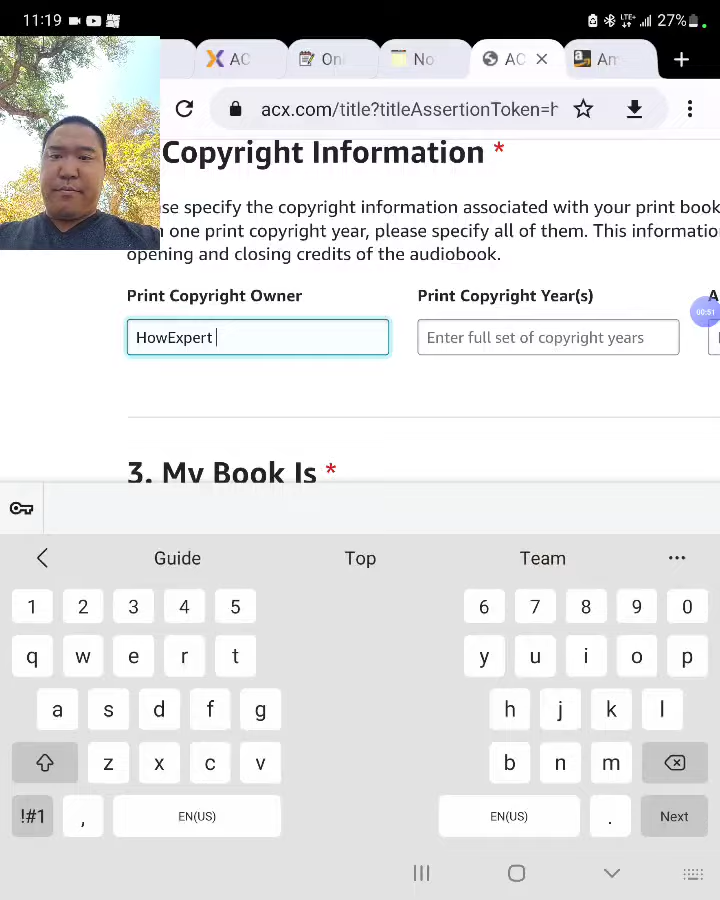 11:19
LTE+
27%
AC
On
No
AC
Am
acx.com/title?titleAssertionToken=h
Copyright Information *
se specify the copyright information associated with your print book
one print copyright year, please specify all of them. This informatio
opening and closing credits of the audiobook.
Print Copyright Owner
Print Copyright Year(s)
A
00:51
HowExpert
Enter full set of copyright years
3. My Book Is *
Guide
Top
Team
1 2 3 4 5 6 7 8 9 0
q w e r t y u i o p
a s d f g h j k l
z x c v b n m
!#1 , EN(US) EN(US) . Next